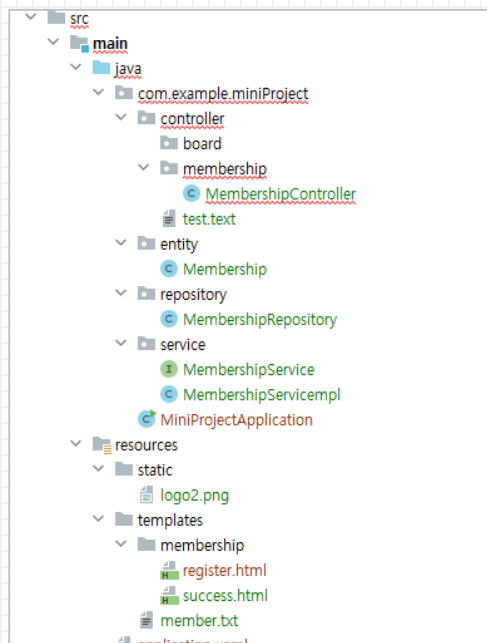 src
main
java
com.example.miniProject
controller
board
membership
MembershipController
test.text
entity
Membership
repository
MembershipRepository
service
MembershipService
MembershipServicempl
MiniProjectApplication
resources
static
logo2.png
templates
membership
register.html
success.html
member.txt